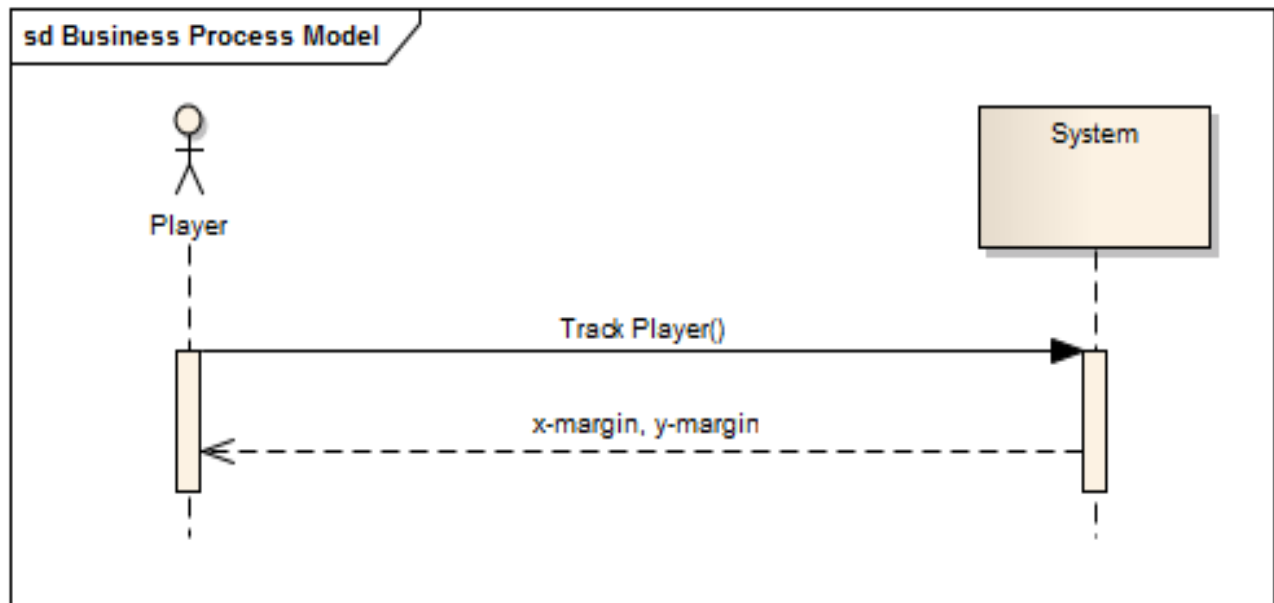 sd Business Process Model
System
Player
Track Player()
x-margin, y-margin